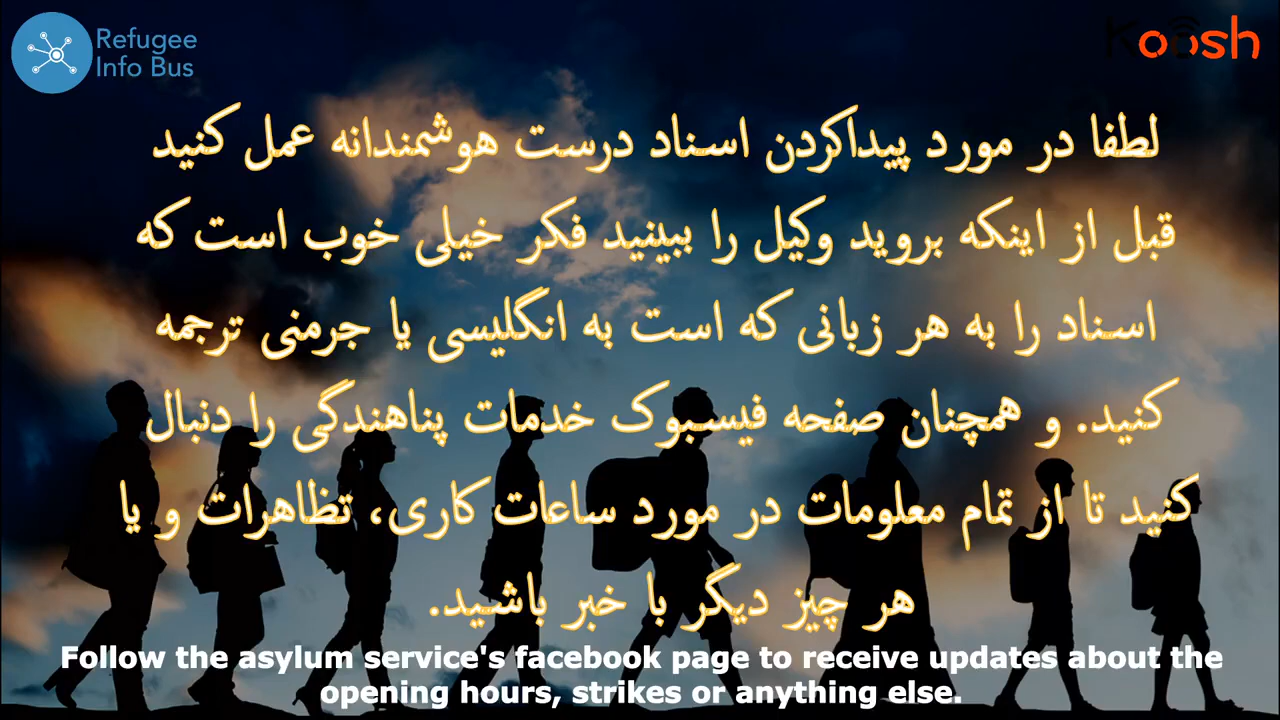 Refugee
Info Bus
Koosh
لطفا در مورد پیداکردن اسناد درست هوشمندانه عمل کنید
قبل از اینکه بروید وکیل را ببینید فکر خیلی خوب است که
اسناد را به هر زبانی که است به انگلیسی یا جرمنی ترجمه
کنید. و همچنان صفحه فیسبوک خدمات پناهندگی را دنبال
کنید تا از تمام معلومات در مورد ساعات کاری، تظاهرات و یا
هر چیز دیگر با خبر باشید.
Follow the asylum service's facebook page to receive updates about the
opening hours, strikes or anything else.